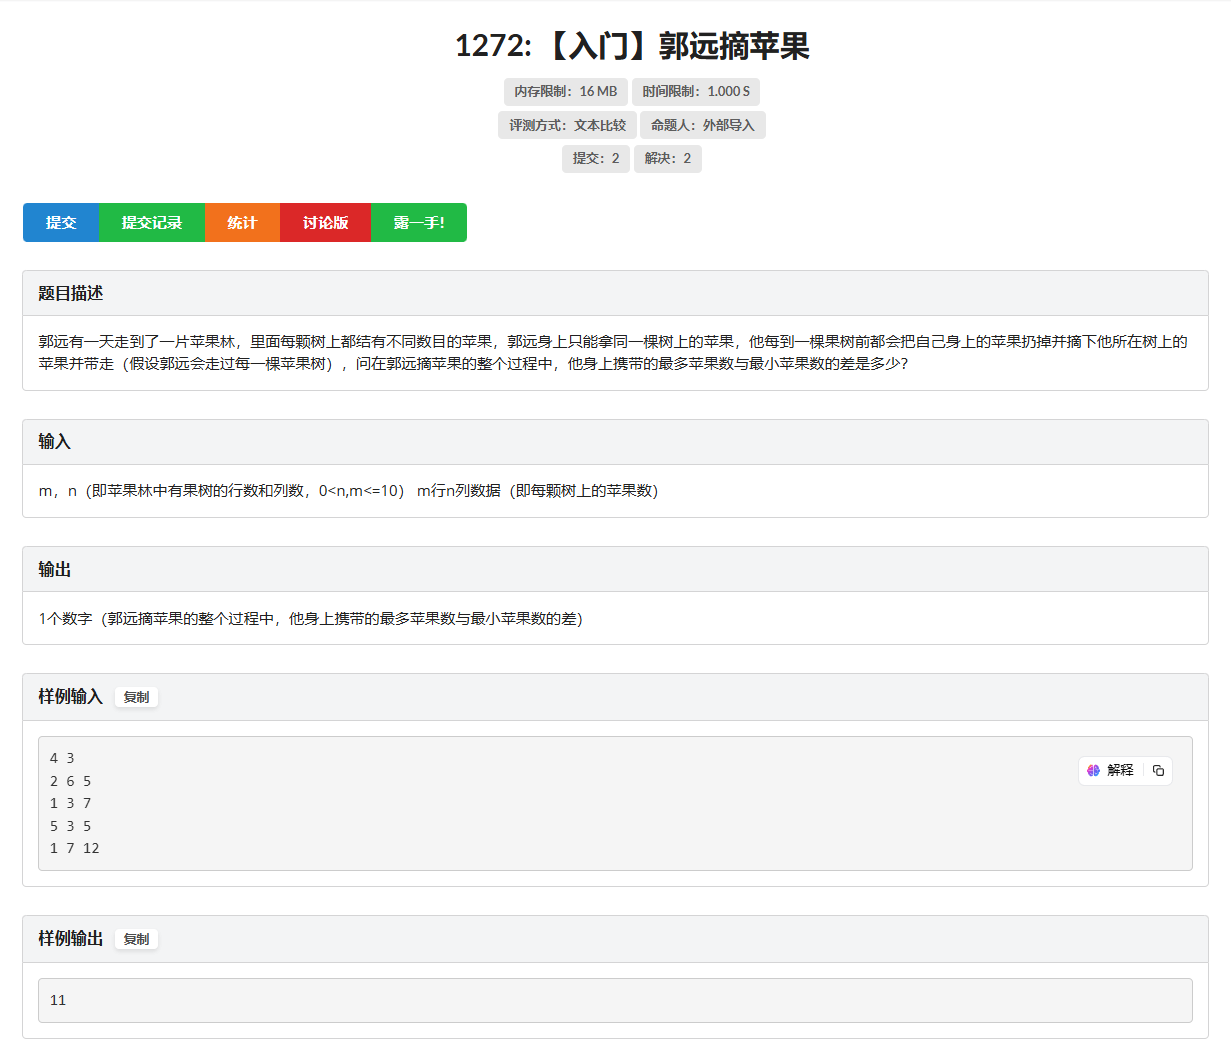 1272: 【入门】郭远摘苹果
内存限制：16 MB 时间限制：1.000 S
评测方式：文本比较 命题人：外部导入
提交：2 解决：2
提交 提交记录 统计 讨论版 露一手!
题目描述
郭远有一天走到了一片苹果林，里面每颗树上都结有不同数目的苹果，郭远身上只能拿同一棵树上的苹果，他每到一棵果树前都会把自己身上的苹果扔掉并摘下他所在树上的
苹果并带走（假设郭远会走过每一棵苹果树），问在郭远摘苹果的整个过程中，他身上携带的最多苹果数与最小苹果数的差是多少？
输入
m，n（即苹果林中有果树的行数和列数，0<n,m<=10） m行n列数据（即每颗树上的苹果数）
输出
1个数字（郭远摘苹果的整个过程中，他身上携带的最多苹果数与最小苹果数的差）
样例输入 复制
4 3
2 6 5
1 3 7
5 3 5
1 7 12
解释
样例输出 复制
11